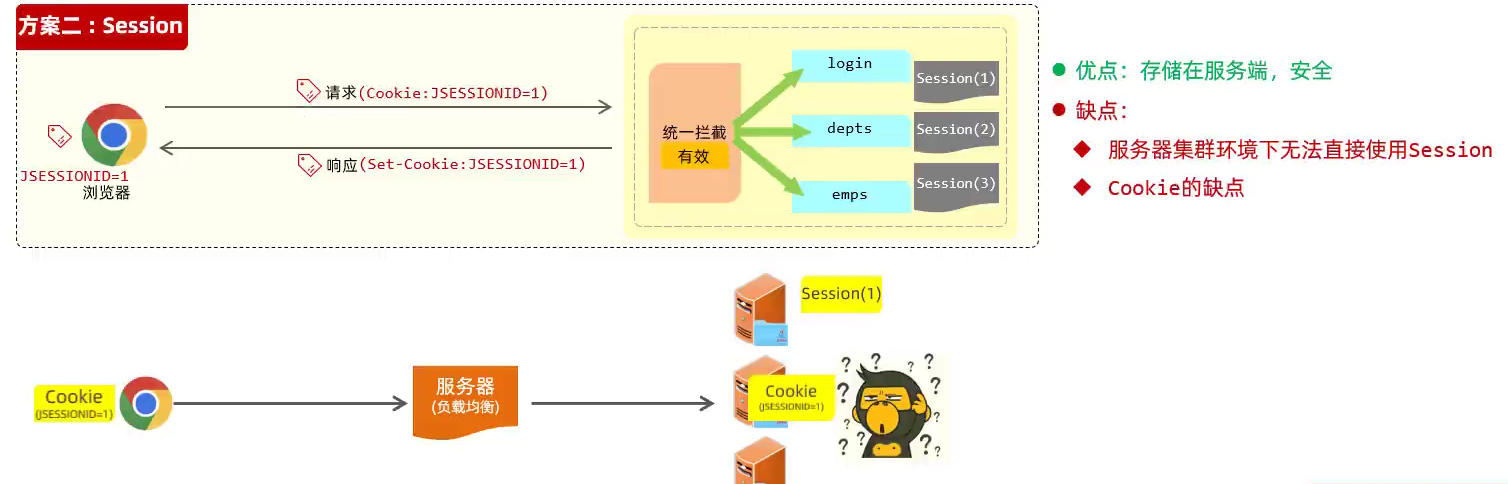 方案二：Session
请求(Cookie:JSESSIONID=1)
响应(Set-Cookie:JSESSIONID=1)
JSESSIONID=1
浏览器
统一拦截
有效
login
depts
emps
Session(1)
Session(2)
Session(3)
优点：存储在服务端，安全
缺点：
服务器集群环境下无法直接使用Session
Cookie的缺点
Cookie
(JSESSIONID=1)
服务器
(负载均衡)
Session(1)
Cookie
(JSESSIONID=1)